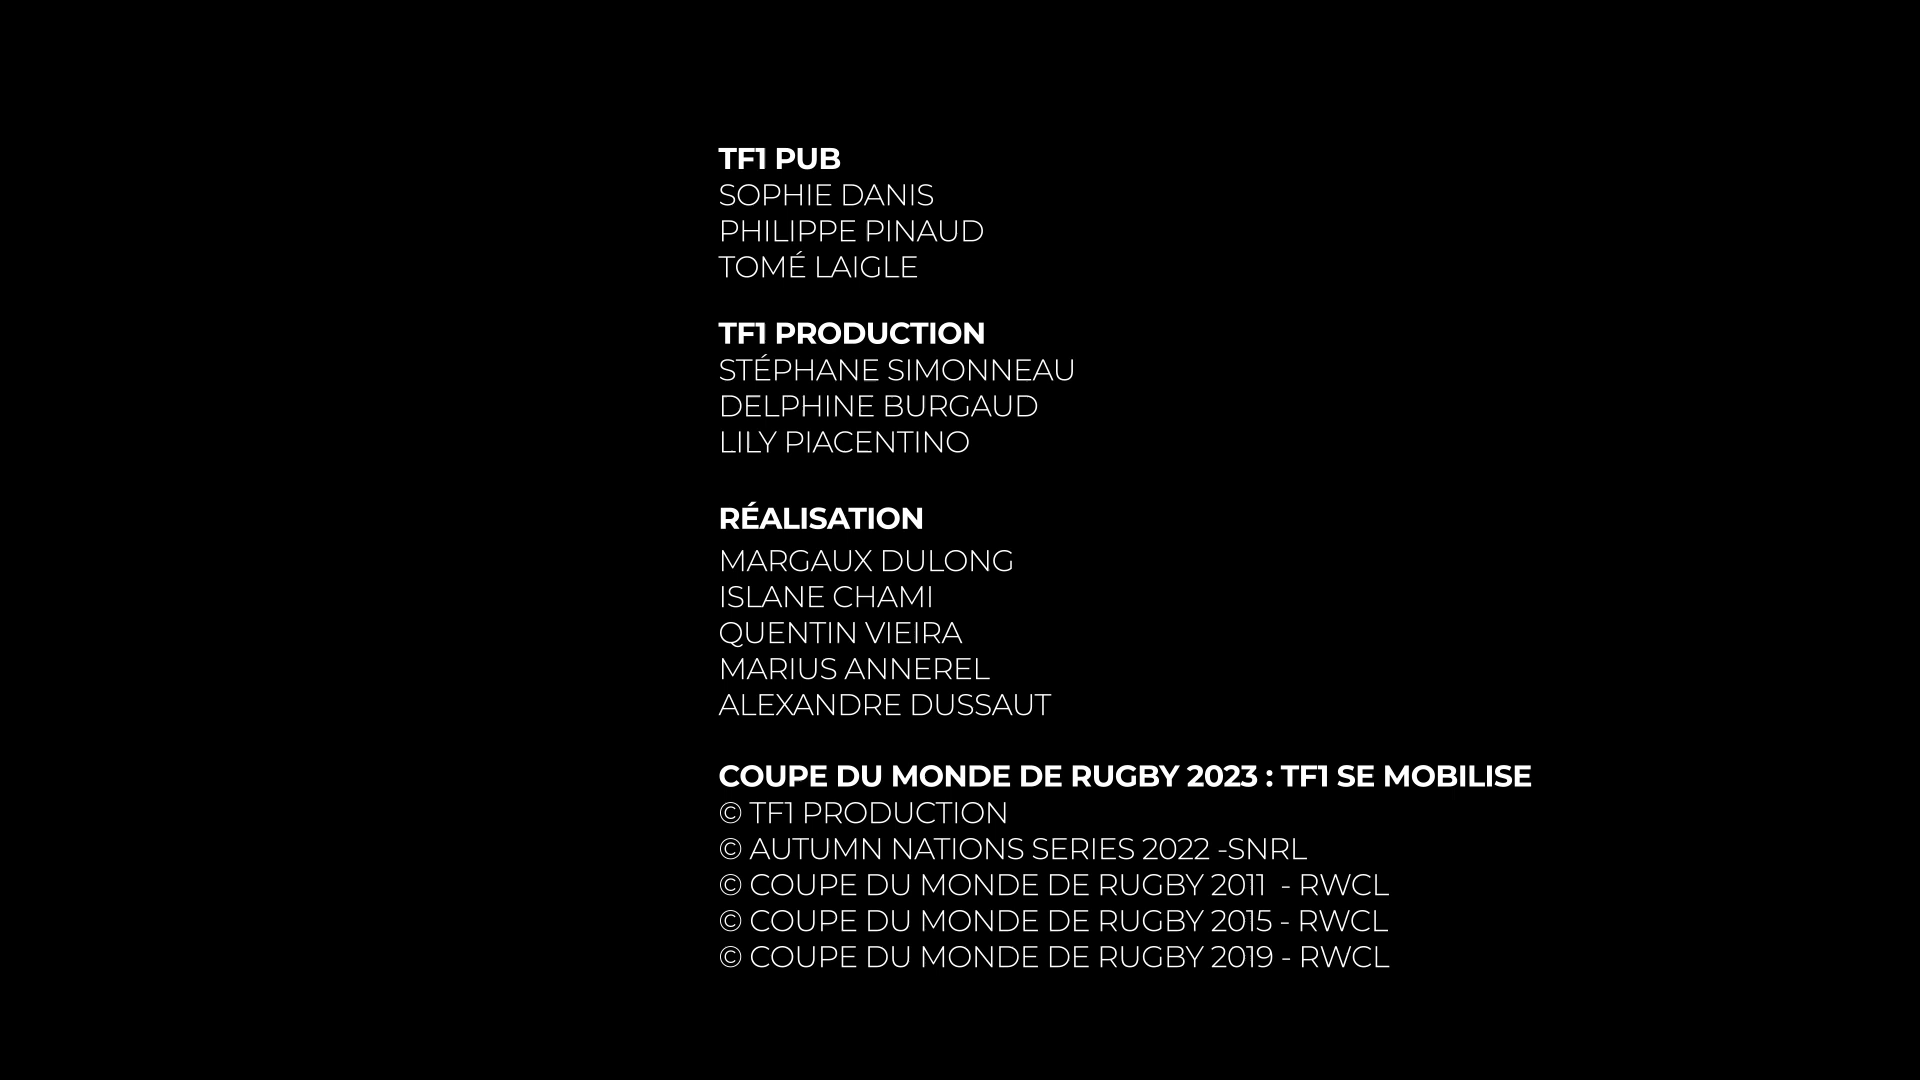 TF1 PUB
SOPHIE DANIS
PHILIPPE PINAUD
TOMÉ LAIGLE
TF1 PRODUCTION
STÉPHANE SIMONNEAU
DELPHINE BURGAUD
LILY PIACENTINO
RÉALISATION
MARGAUX DULONG
ISLANE CHAMI
QUENTIN VIEIRA
MARIUS ANNEREL
ALEXANDRE DUSSAUT
COUPE DU MONDE DE RUGBY 2023 : TF1 SE MOBILISE
© TF1 PRODUCTION
© AUTUMN NATIONS SERIES 2022 -SNRL
© COUPE DU MONDE DE RUGBY 2011  - RWCL
© COUPE DU MONDE DE RUGBY 2015 - RWCL
© COUPE DU MONDE DE RUGBY 2019 - RWCL